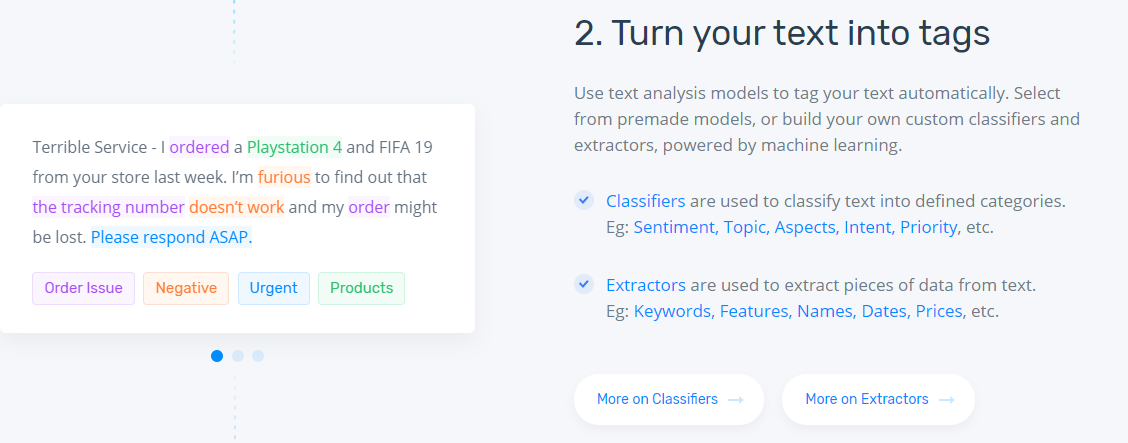 2. Turn your text into tags
Use text analysis models to tag your text automatically. Select
from premade models, or build your own custom classifiers and
extractors, powered by machine learning.
Classifiers are used to classify text into defined categories.
Eg: Sentiment, Topic, Aspects, Intent, Priority, etc.
Extractors are used to extract pieces of data from text.
Eg: Keywords, Features, Names, Dates, Prices, etc.
More on Classifiers
More on Extractors
Terrible Service - I ordered a Playstation 4 and FIFA 19
from your store last week. I’m furious to find out that
the tracking number doesn’t work and my order might
be lost. Please respond ASAP.
Order Issue
Negative
Urgent
Products